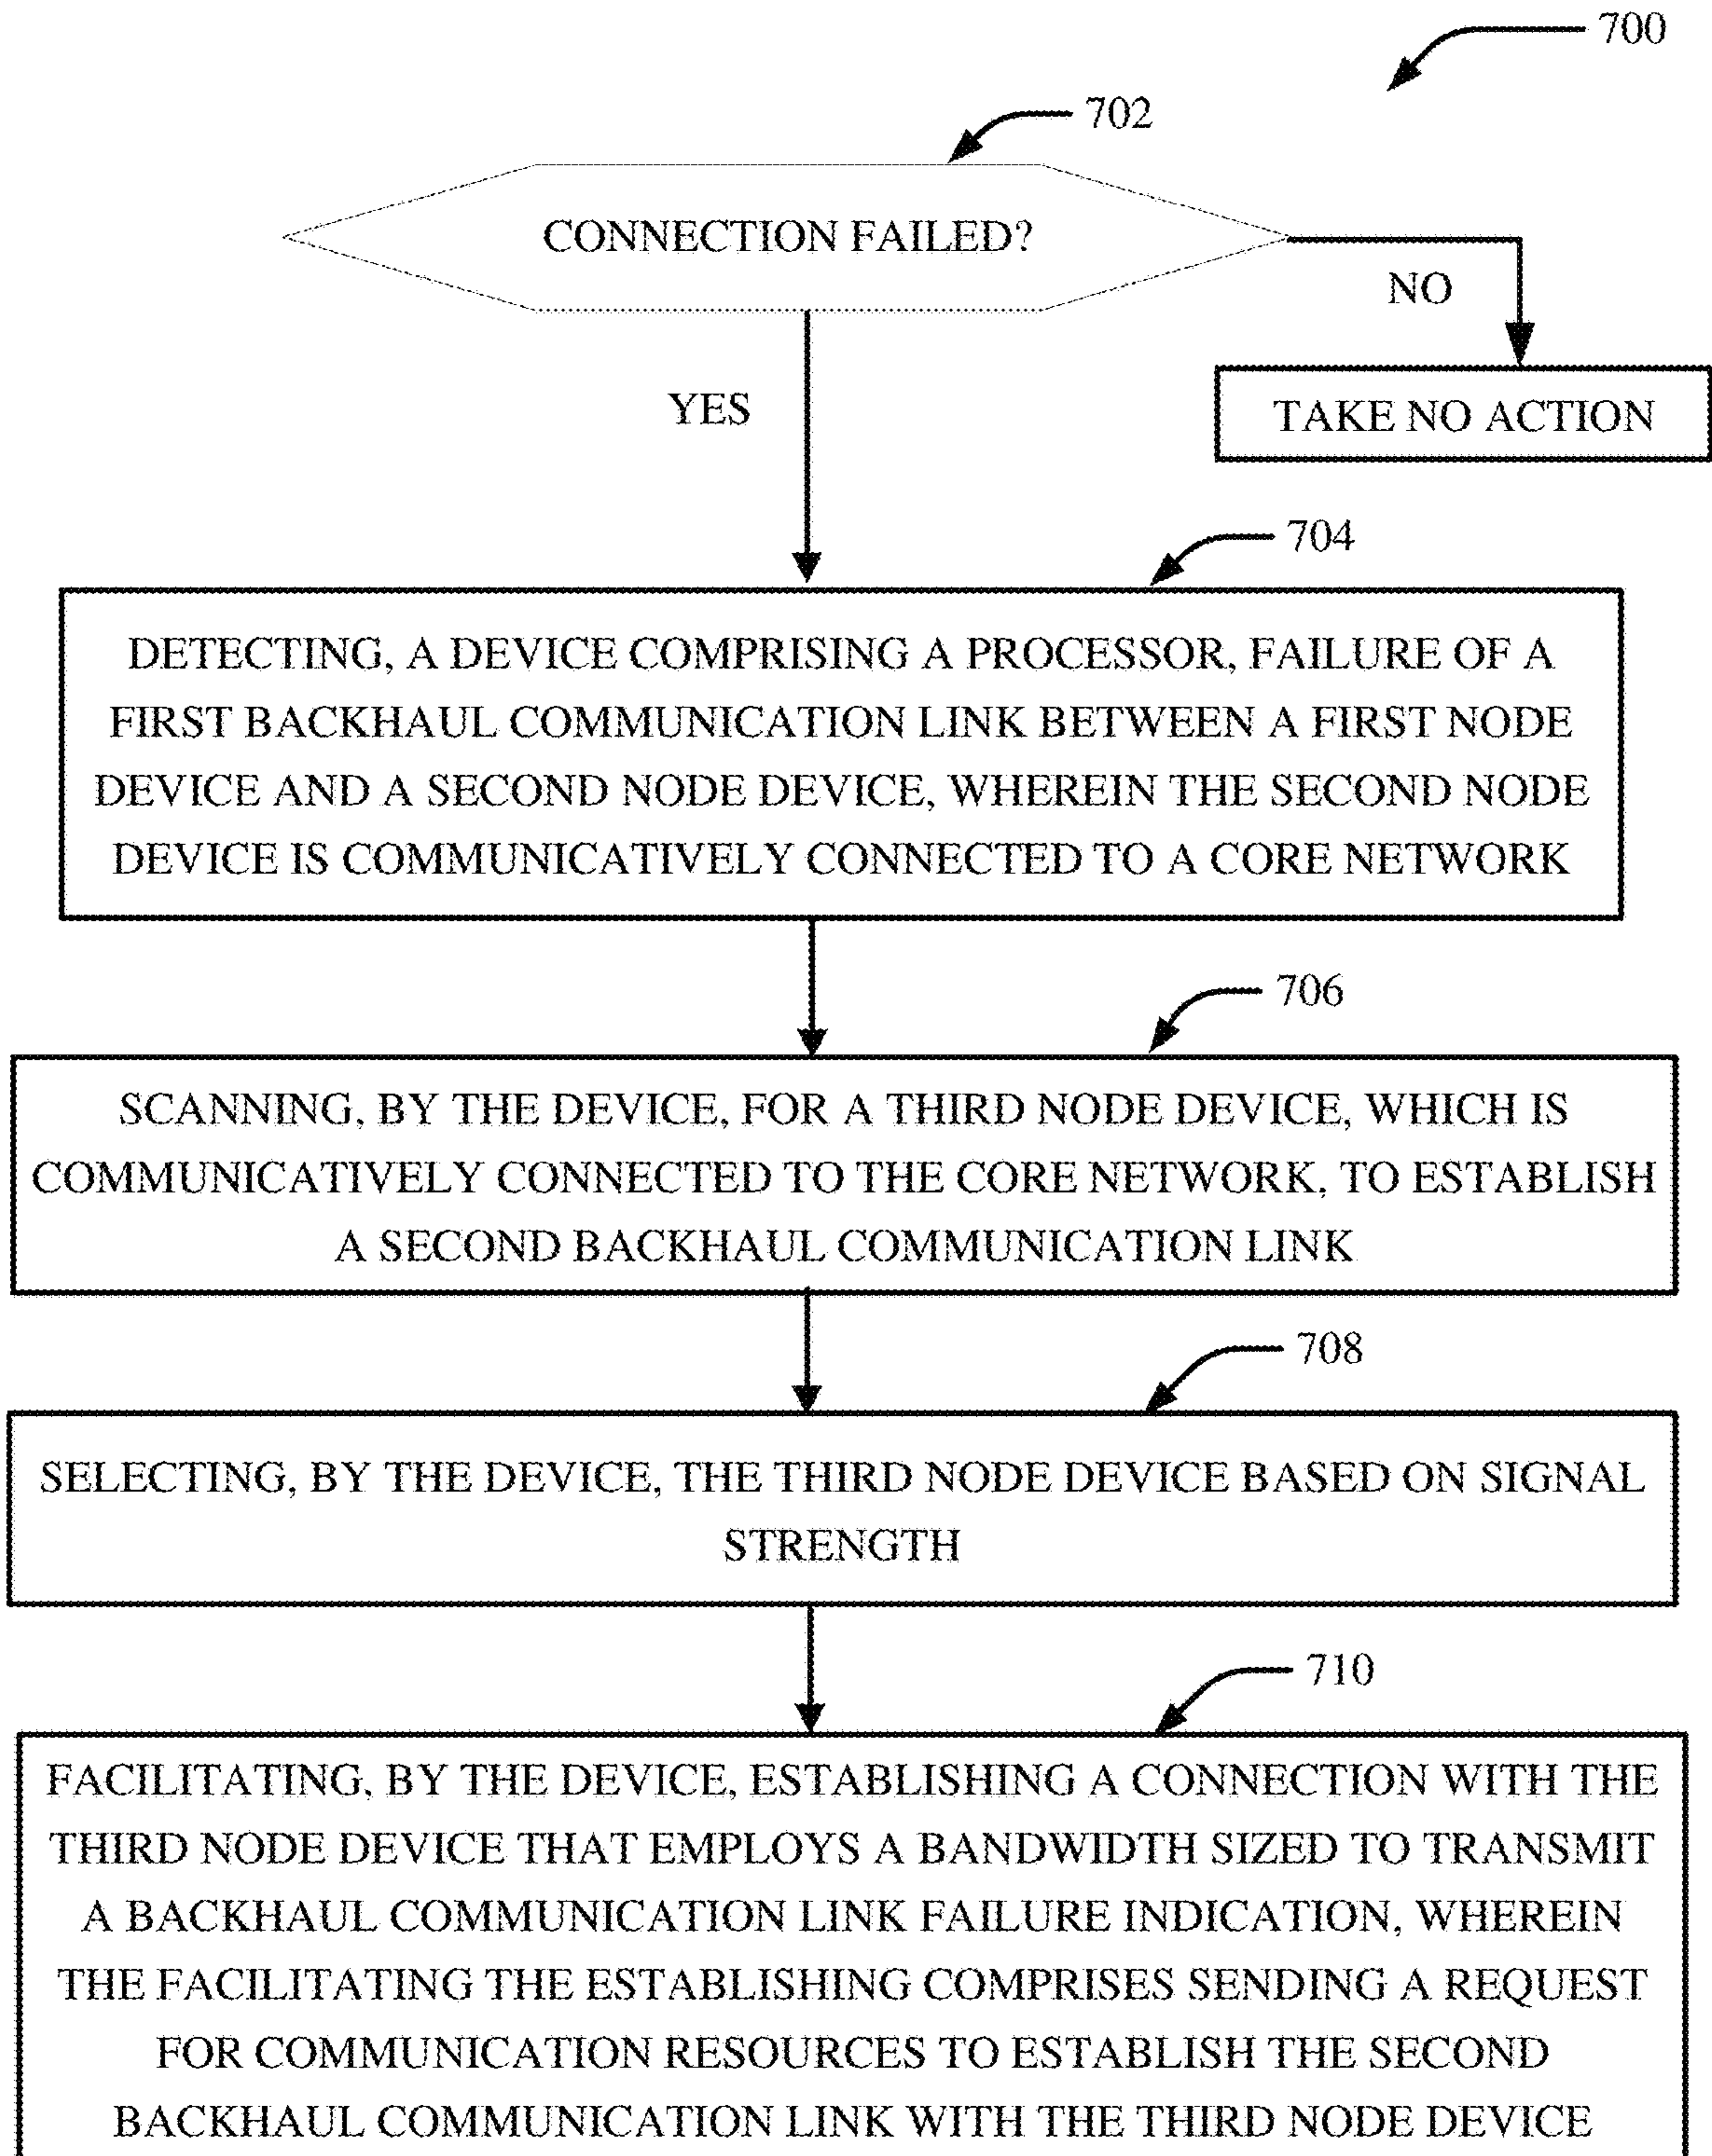 700
702
CONNECTION FAILED?
NO
YES
TAKE NO ACTION
704
DETECTING, A DEVICE COMPRISING A PROCESSOR, FAILURE OF A
FIRST BACKHAUL COMMUNICATION LINK BETWEEN A FIRST NODE
DEVICE AND A SECOND NODE DEVICE, WHEREIN THE SECOND NODE
DEVICE IS COMMUNICATIVELY CONNECTED TO A CORE NETWORK
706
SCANNING, BY THE DEVICE, FOR A THIRD NODE DEVICE, WHICH IS
COMMUNICATIVELY CONNECTED TO THE CORE NETWORK, TO ESTABLISH
A SECOND BACKHAUL COMMUNICATION LINK
708
SELECTING, BY THE DEVICE, THE THIRD NODE DEVICE BASED ON SIGNAL
STRENGTH
710
FACILITATING, BY THE DEVICE, ESTABLISHING A CONNECTION WITH THE
THIRD NODE DEVICE THAT EMPLOYS A BANDWIDTH SIZED TO TRANSMIT
A BACKHAUL COMMUNICATION LINK FAILURE INDICATION, WHEREIN
THE FACILITATING THE ESTABLISHING COMPRISES SENDING A REQUEST
FOR COMMUNICATION RESOURCES TO ESTABLISH THE SECOND
BACKHAUL COMMUNICATION LINK WITH THE THIRD NODE DEVICE